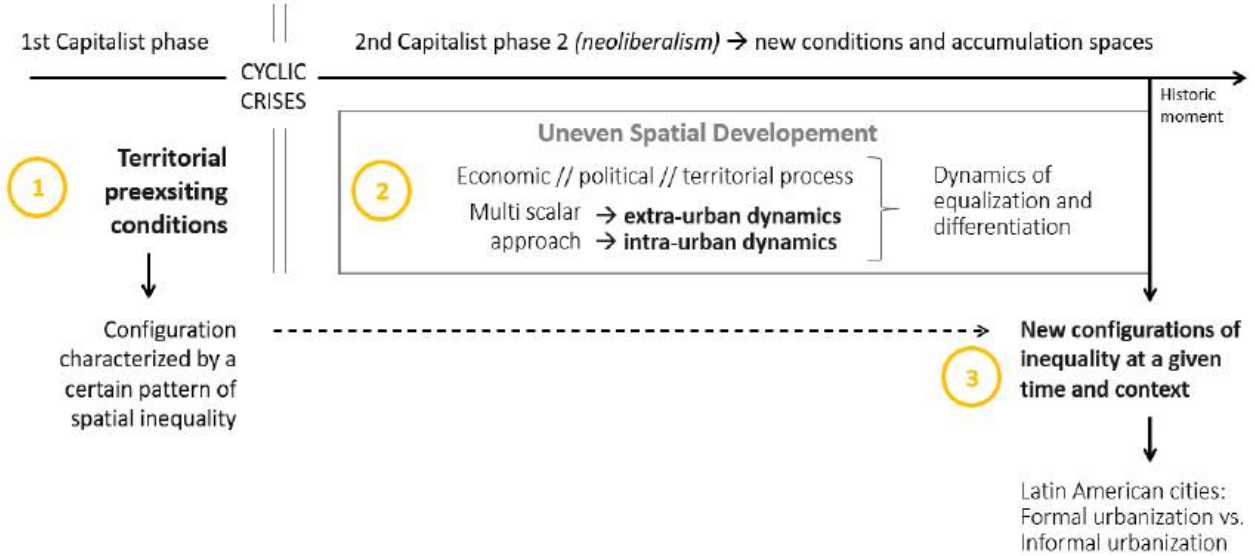 1st Capitalist phase
CYCLIC
CRISES
2nd Capitalist phase 2 (neoliberalism) → new conditions and accumulation spaces
Historic
moment
1
Territorial
preexsiting
conditions
Configuration
characterized by a
certain pattern of
spatial inequality
Uneven Spatial Developement
2
Economic // political // territorial process
Multi scalar → extra-urban dynamics
approach → intra-urban dynamics
Dynamics of
equalization and
differentiation
3
New configurations of
inequality at a given
time and context
Latin American cities:
Formal urbanization vs.
Informal urbanization